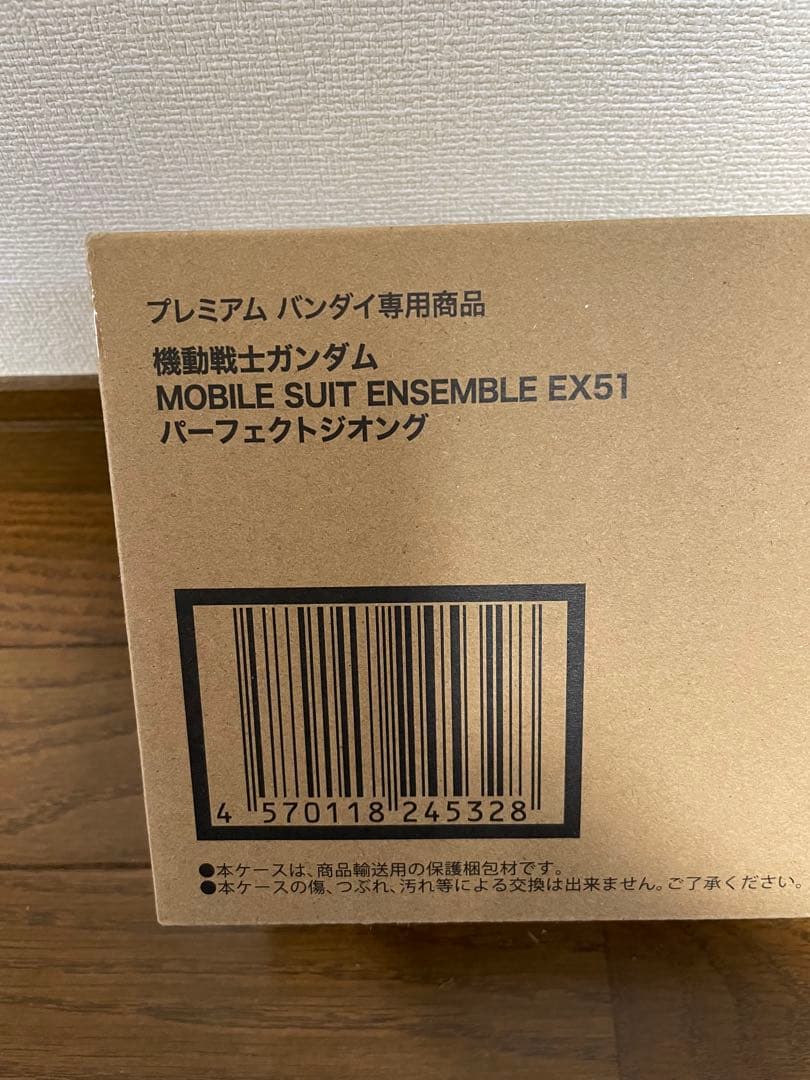 プレミアム バンダイ専用商品
機動戦士ガンダム
MOBILE SUIT ENSEMBLE EX51
パーフェクトジオング
4 570118 245328
●本ケースは、商品輸送用の保護梱包材です。
●本ケースの傷、つぶれ、汚れ等による交換は出来ません。ご了承ください。